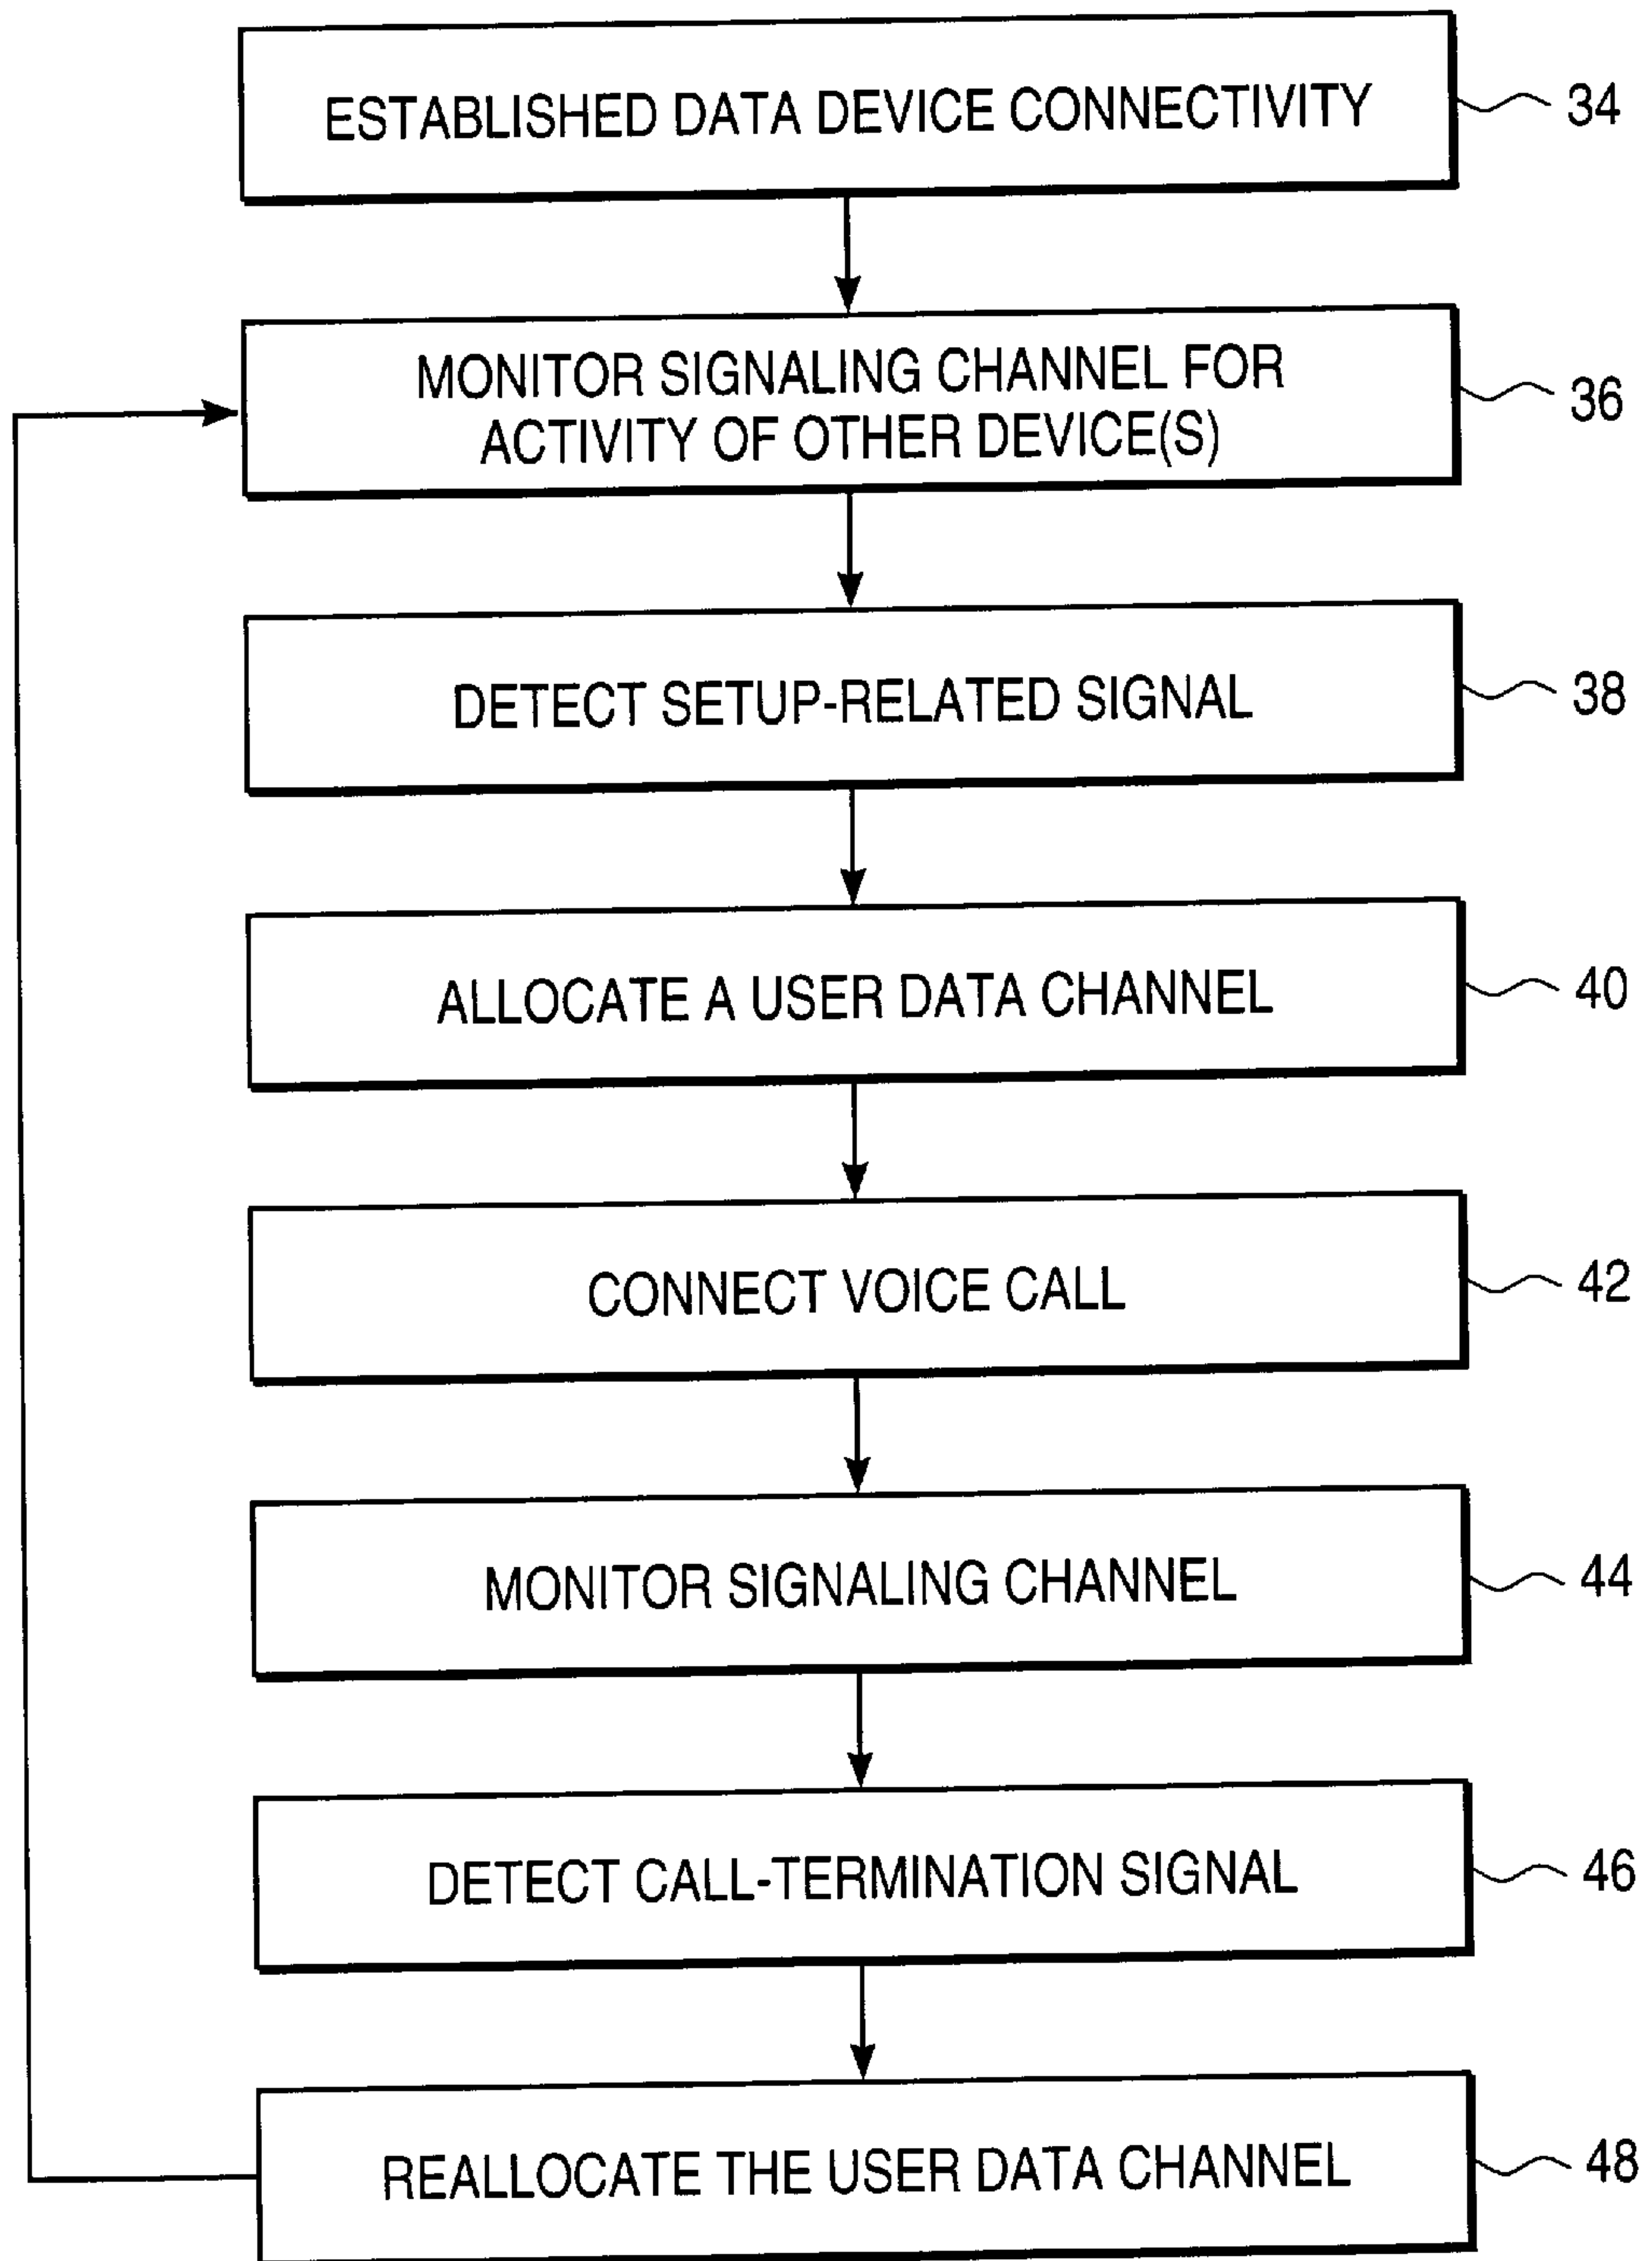 ESTABLISHED DATA DEVICE CONNECTIVITY
34
MONITOR SIGNALING CHANNEL FOR
ACTIVITY OF OTHER DEVICE(S)
36
DETECT SETUP-RELATED SIGNAL
38
ALLOCATE A USER DATA CHANNEL
40
CONNECT VOICE CALL
42
MONITOR SIGNALING CHANNEL
44
DETECT CALL-TERMINATION SIGNAL
46
REALLOCATE THE USER DATA CHANNEL
48